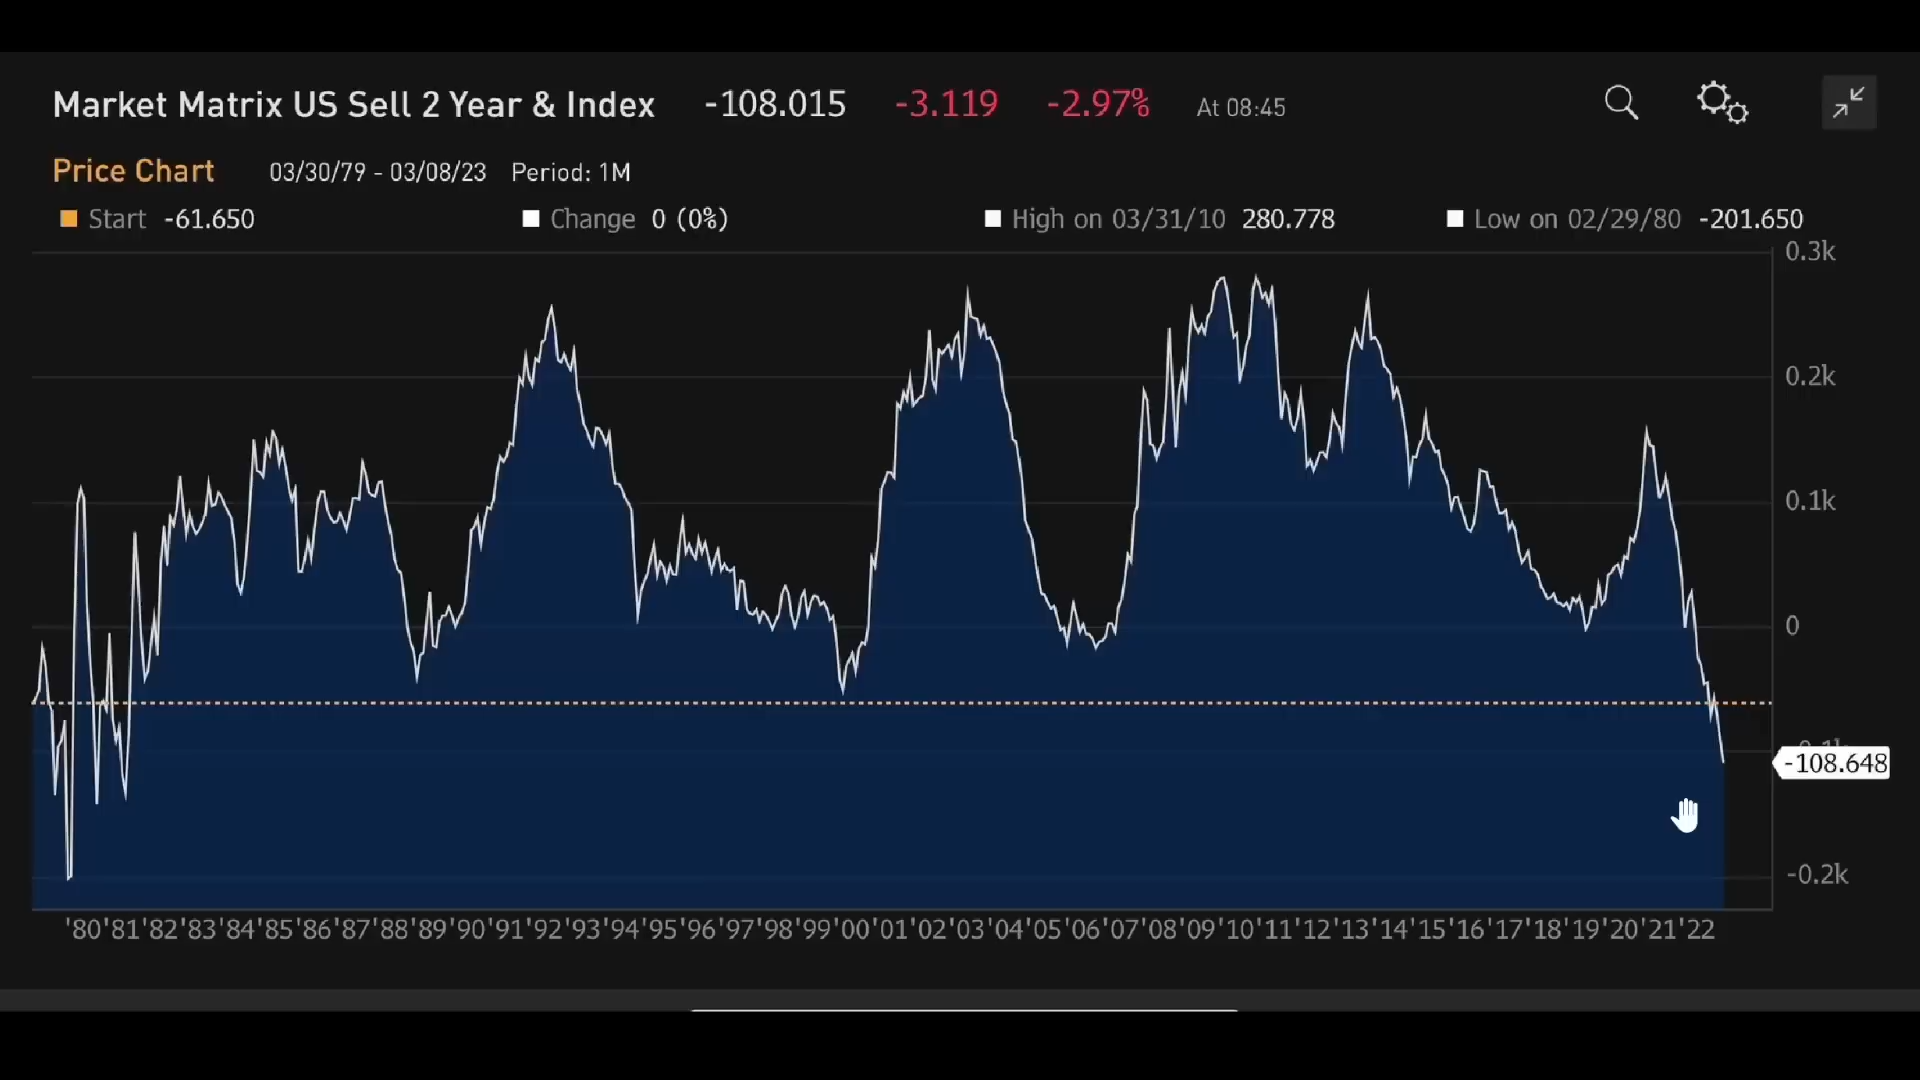 Market Matrix US Sell 2 Year & Index -108.015 -3.119 -2.97% At 08:45
Price Chart 03/30/79 - 03/08/23 Period: 1M
Start -61.650 Change 0 (0%) High on 03/31/10 280.778 Low on 02/29/80 -201.650
0.3k
0.2k
0.1k
0
-108.648
-0.2k
'80 '81 '82 '83 '84 '85 '86 '87 '88 '89 '90 '91 '92 '93 '94 '95 '96 '97 '98 '99 '00 '01 '02 '03 '04 '05 '06 '07 '08 '09 '10 '11 '12 '13 '14 '15 '16 '17 '18 '19 '20 '21 '22